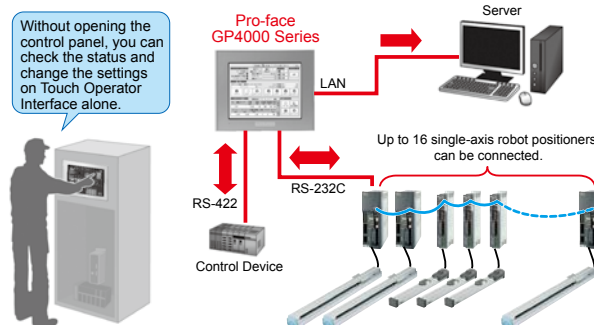 Without opening the
control panel, you can
check the status and
change the settings
on Touch Operator
Interface alone.
Pro-face
GP4000 Series
Server
LAN
Up to 16 single-axis robot positioners
can be connected.
RS-422
RS-232C
Control Device